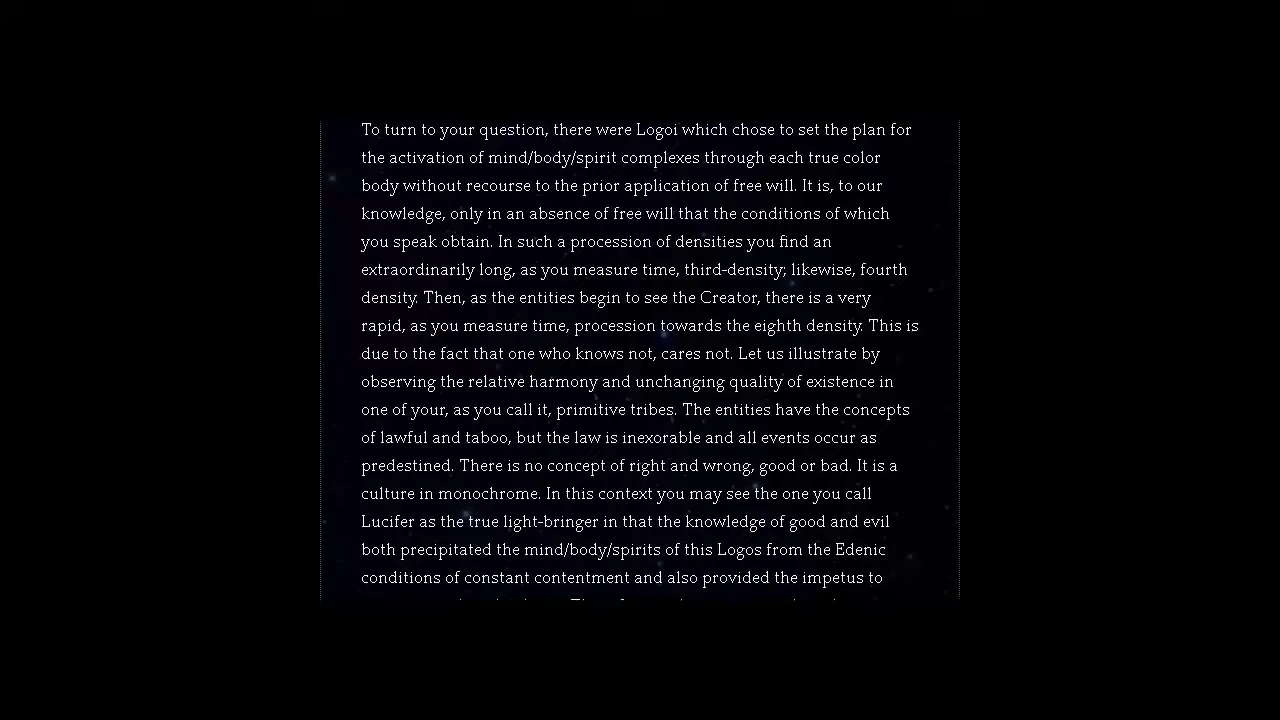 To turn to your question, there were Logoi which chose to set the plan for
the activation of mind/body/spirit complexes through each true color
body without recourse to the prior application of free will. It is, to our
knowledge, only in an absence of free will that the conditions of which
you speak obtain. In such a procession of densities you find an
extraordinarily long, as you measure time, third-density; likewise, fourth
density. Then, as the entities begin to see the Creator, there is a very
rapid, as you measure time, procession towards the eighth density. This is
due to the fact that one who knows not, cares not. Let us illustrate by
observing the relative harmony and unchanging quality of existence in
one of your, as you call it, primitive tribes. The entities have the concepts
of lawful and taboo, but the law is inexorable and all events occur as
predestined. There is no concept of right and wrong, good or bad. It is a
culture in monochrome. In this context you may see the one you call
Lucifer as the true light-bringer in that the knowledge of good and evil
both precipitated the mind/body/spirits of this Logos from the Edenic
conditions of constant contentment and also provided the impetus to